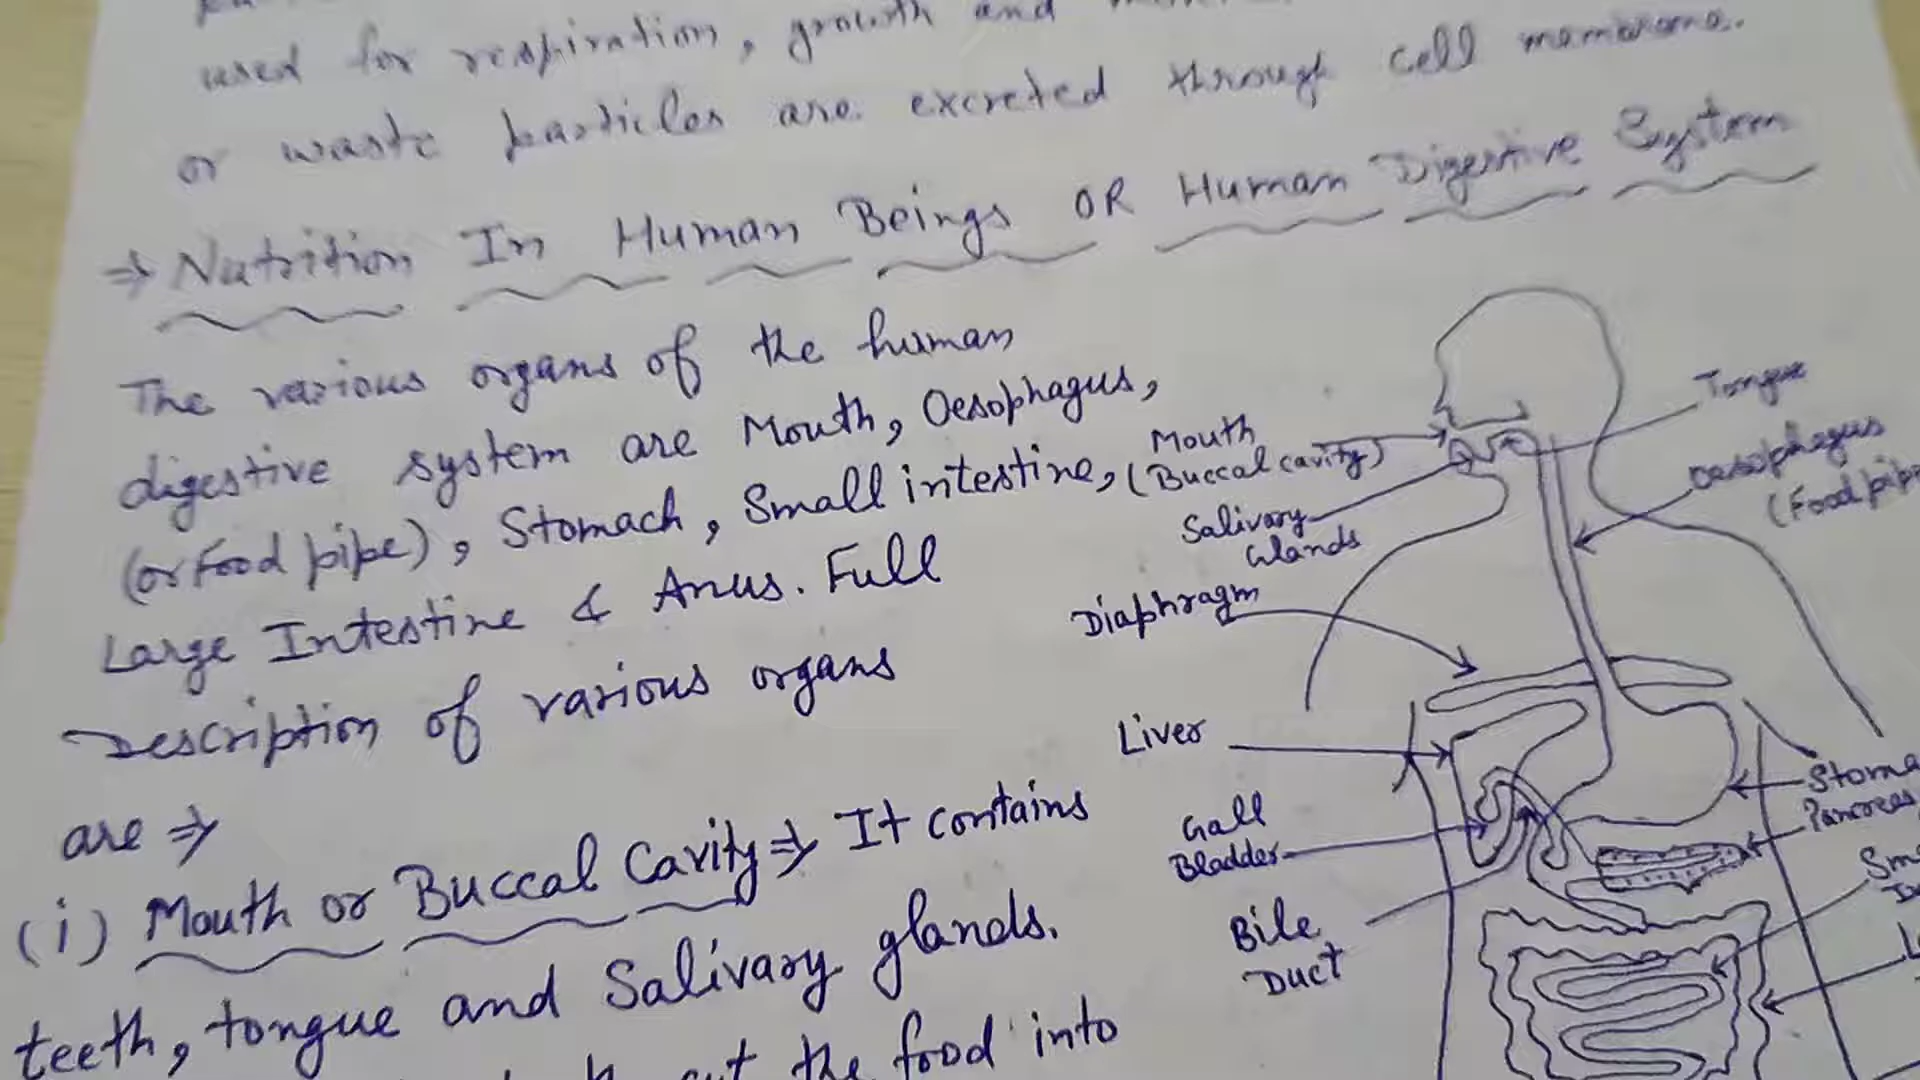 used for respiration, growth and
or waste particles are excreted through cell membrane.
⇒ Nutrition In Human Beings OR Human Digestive System
The various organs of the human
digestive system are Mouth, Oesophagus,
(or Food pipe), Stomach, Small intestine,
Large Intestine & Anus. Full
Description of various organs
are ⇒
(i) Mouth or Buccal Cavity ⇒ It contains
teeth, tongue and Salivary glands.
cut the food into
Mouth
(Buccal cavity)
Salivary
Glands
Diaphragm
Liver
Gall
Bladder
Bile
Duct
Tongue
Oesophagus
(Food pipe
Stoma
Pancreas
Sm